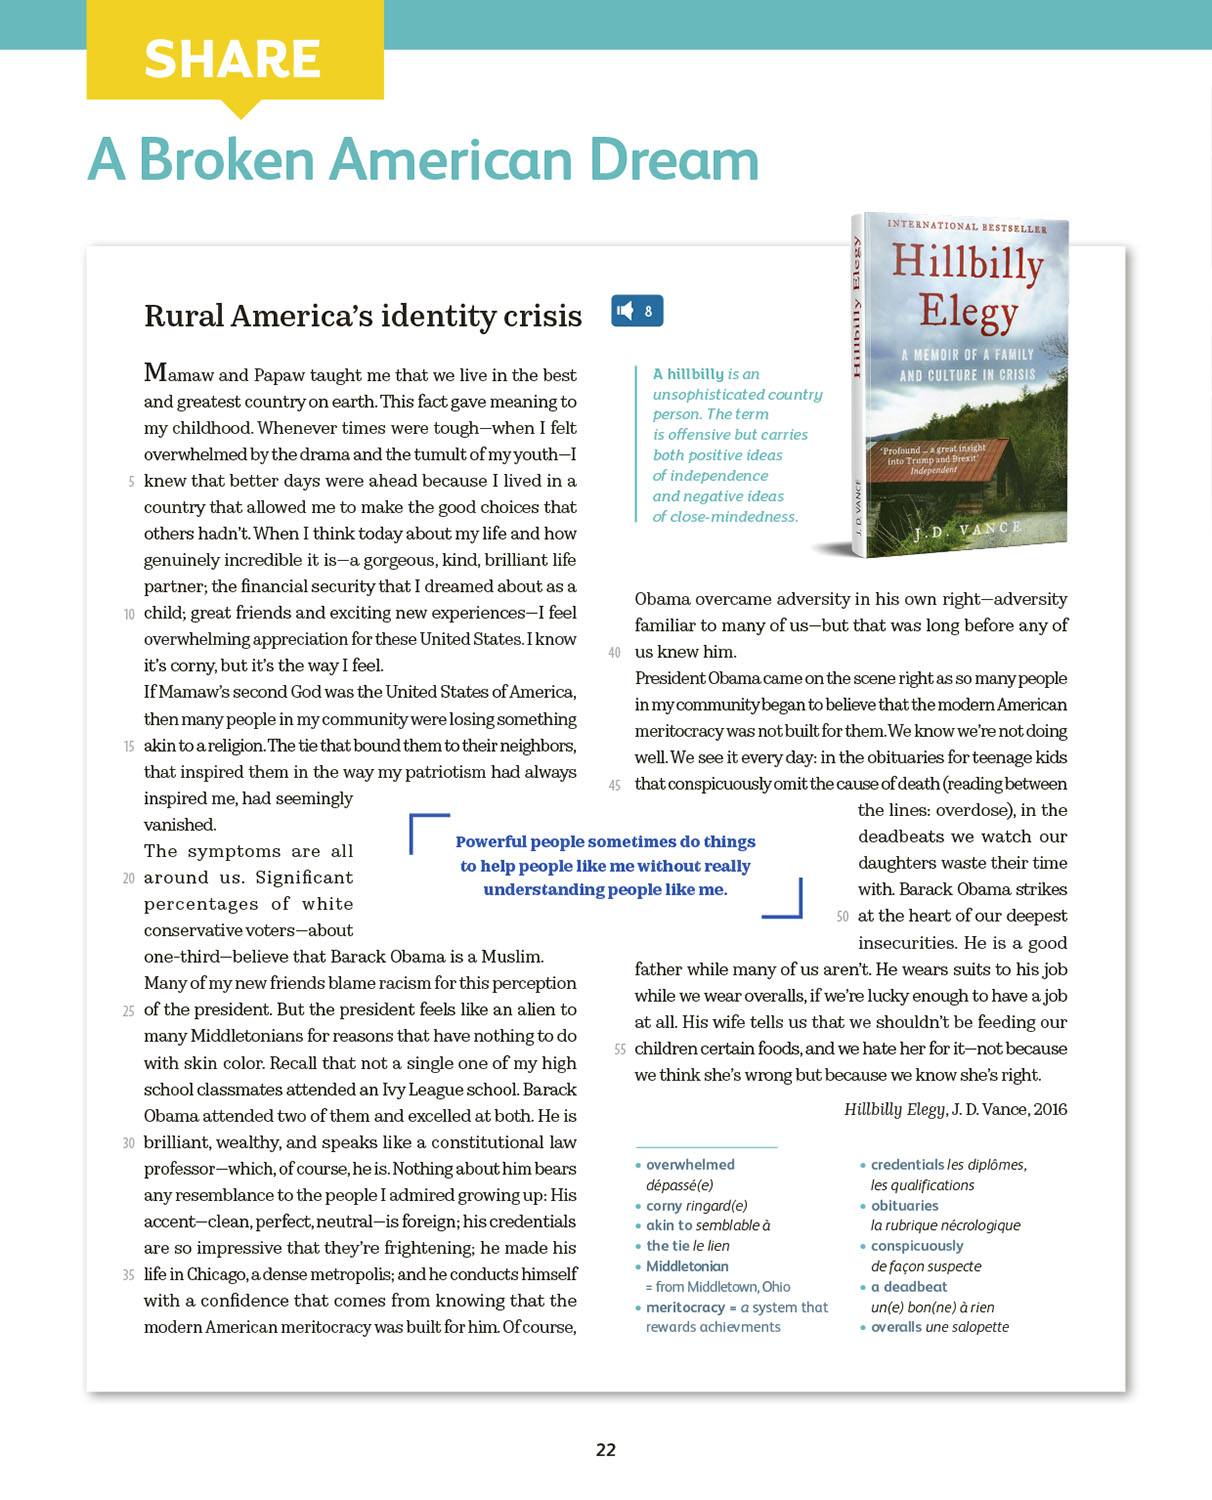 SHARE
A Broken American Dream
Rural America's identity crisis
8
Mamaw and Papaw taught me that we live in the best
and greatest country on earth. This fact gave meaning to
my childhood. Whenever times were tough—when I felt
overwhelmed by the drama and the tumult of my youth—I
5 knew that better days were ahead because I lived in a
country that allowed me to make the good choices that
others hadn't. When I think today about my life and how
genuinely incredible it is—a gorgeous, kind, brilliant life
partner; the financial security that I dreamed about as a
10 child; great friends and exciting new experiences—I feel
overwhelming appreciation for these United States. I know
it's corny, but it's the way I feel.
If Mamaw's second God was the United States of America,
then many people in my community were losing something
15 akin to a religion. The tie that bound them to their neighbors,
that inspired them in the way my patriotism had always
inspired me, had seemingly
vanished.
The symptoms are all
20 around us. Significant
percentages of white
conservative voters—about
one-third—believe that Barack Obama is a Muslim.
Many of my new friends blame racism for this perception
25 of the president. But the president feels like an alien to
many Middletonians for reasons that have nothing to do
with skin color. Recall that not a single one of my high
school classmates attended an Ivy League school. Barack
Obama attended two of them and excelled at both. He is
30 brilliant, wealthy, and speaks like a constitutional law
professor—which, of course, he is. Nothing about him bears
any resemblance to the people I admired growing up: His
accent—clean, perfect, neutral—is foreign; his credentials
are so impressive that they're frightening; he made his
35 life in Chicago, a dense metropolis; and he conducts himself
with a confidence that comes from knowing that the
modern American meritocracy was built for him. Of course,
Powerful people sometimes do things
to help people like me without really
understanding people like me.
A hillbilly is an
unsophisticated country
person. The term
is offensive but carries
both positive ideas
of independence
and negative ideas
of close-mindedness.
INTERNATIONAL BESTSELLER
Hillbilly
Elegy
A MEMOIR OF A FAMILY
AND CULTURE IN CRISIS
'Profound ... a great insight
into Trump and Brexit'
Independent
J.D. VANCE
Hillbilly Elegy
J. D. VANCE
Obama overcame adversity in his own right—adversity
familiar to many of us—but that was long before any of
40 us knew him.
President Obama came on the scene right as so many people
in my community began to believe that the modern American
meritocracy was not built for them. We know we're not doing
well. We see it every day: in the obituaries for teenage kids
45 that conspicuously omit the cause of death (reading between
the lines: overdose), in the
deadbeats we watch our
daughters waste their time
with. Barack Obama strikes
50 at the heart of our deepest
insecurities. He is a good
father while many of us aren't. He wears suits to his job
while we wear overalls, if we're lucky enough to have a job
at all. His wife tells us that we shouldn't be feeding our
55 children certain foods, and we hate her for it—not because
we think she's wrong but because we know she's right.
Hillbilly Elegy, J. D. Vance, 2016
• overwhelmed
dépassé(e)
• corny ringard(e)
• akin to semblable à
• the tie le lien
• Middletonian
= from Middletown, Ohio
• meritocracy = a system that
rewards achievments
• credentials les diplômes,
les qualifications
• obituaries
la rubrique nécrologique
• conspicuously
de façon suspecte
• a deadbeat
un(e) bon(ne) à rien
• overalls une salopette
22